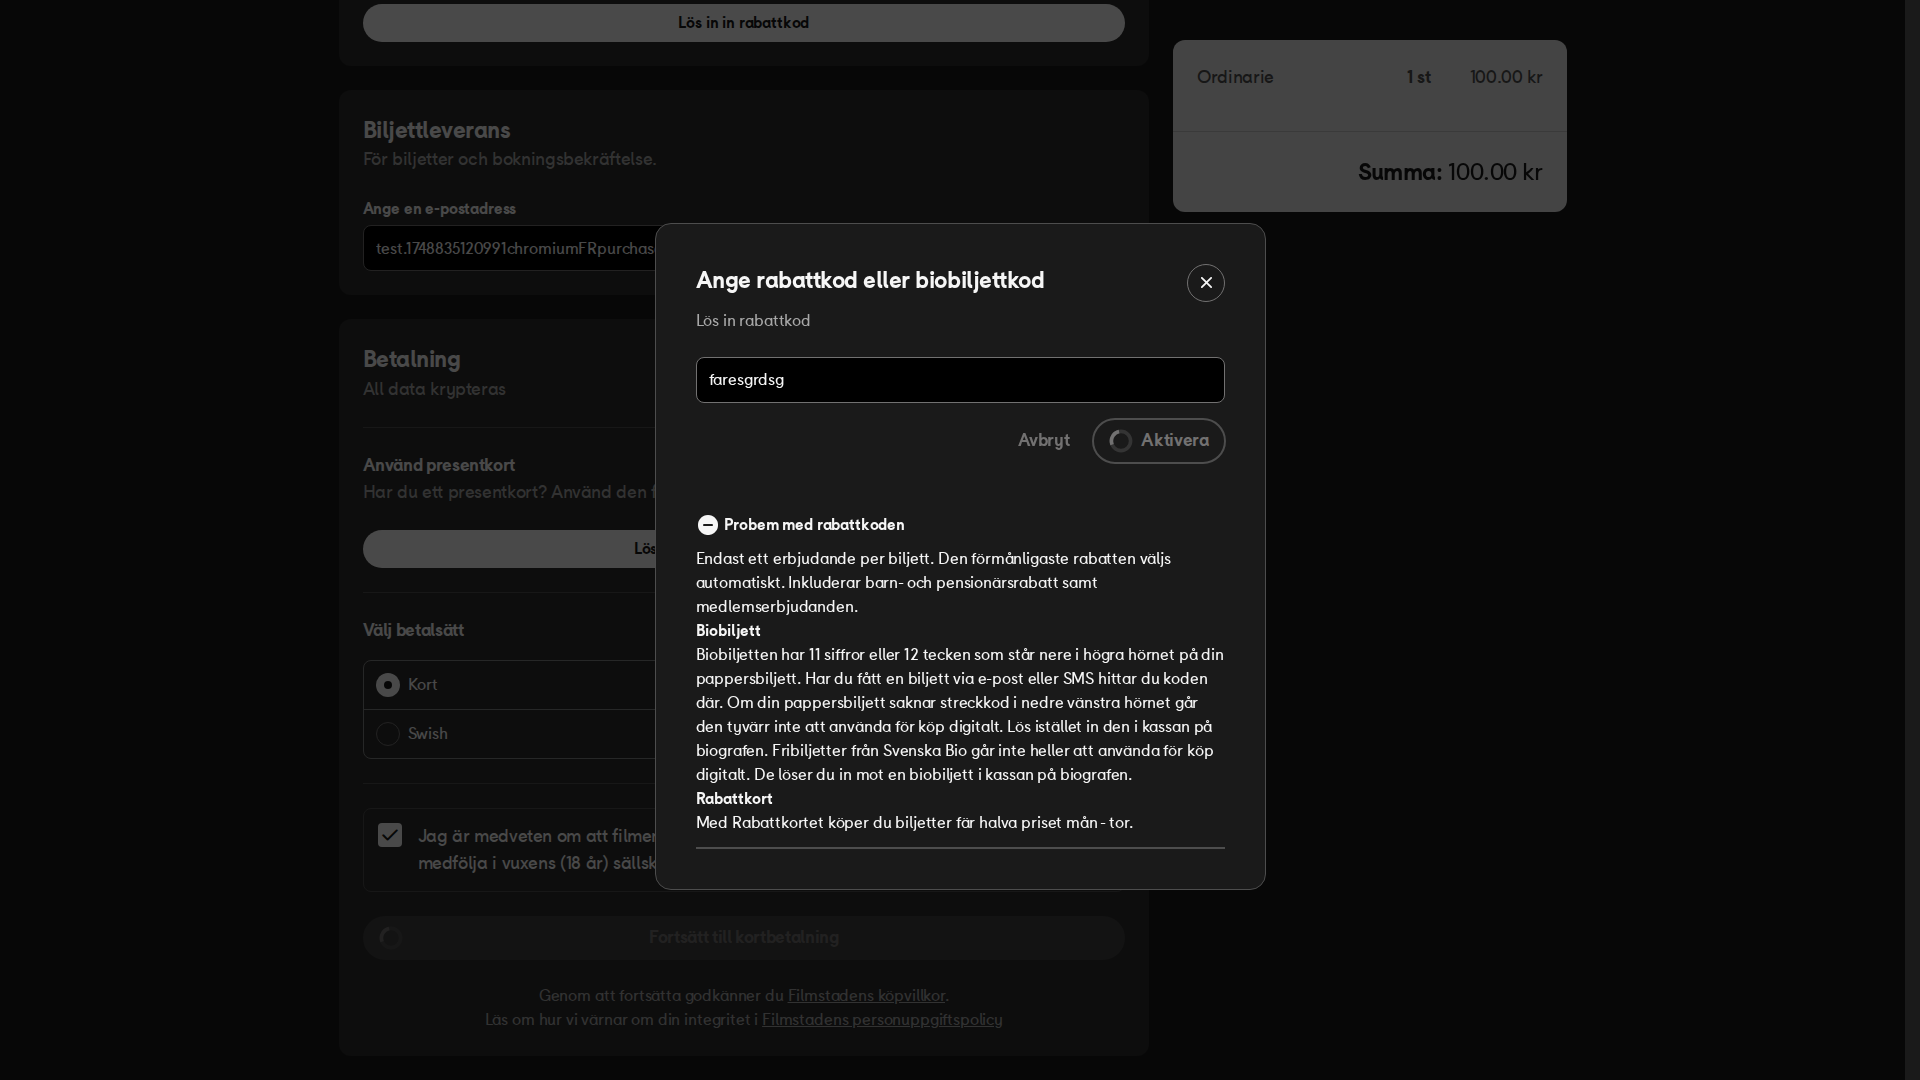 Lös in in rabattkod
Ordinarie 1 st 100.00 kr
Summa: 100.00 kr
Biljettleverans
För biljetter och bokningsbekräftelse.
Ange en e-postadress
test.1748835120991chromiumFRpurchas
Betalning
All data krypteras
Använd presentkort
Har du ett presentkort? Använd den f
Lös
Välj betalsätt
Kort
Swish
Jag är medveten om att filmen
medfölja i vuxens (18 år) sällsk
Fortsätt till kortbetalning
Genom att fortsätta godkänner du Filmstadens köpvillkor.
Läs om hur vi värnar om din integritet i Filmstadens personuppgiftspolicy
Ange rabattkod eller biobiljettkod
Lös in rabattkod
faresgrdsg
Avbryt Aktivera
Probem med rabattkoden
Endast ett erbjudande per biljett. Den förmånligaste rabatten väljs
automatiskt. Inkluderar barn- och pensionärsrabatt samt
medlemserbjudanden.
Biobiljett
Biobiljetten har 11 siffror eller 12 tecken som står nere i högra hörnet på din
pappersbiljett. Har du fått en biljett via e-post eller SMS hittar du koden
där. Om din pappersbiljett saknar streckkod i nedre vänstra hörnet går
den tyvärr inte att använda för köp digitalt. Lös istället in den i kassan på
biografen. Fribiljetter från Svenska Bio går inte heller att använda för köp
digitalt. De löser du in mot en biobiljett i kassan på biografen.
Rabattkort
Med Rabattkortet köper du biljetter fär halva priset mån - tor.